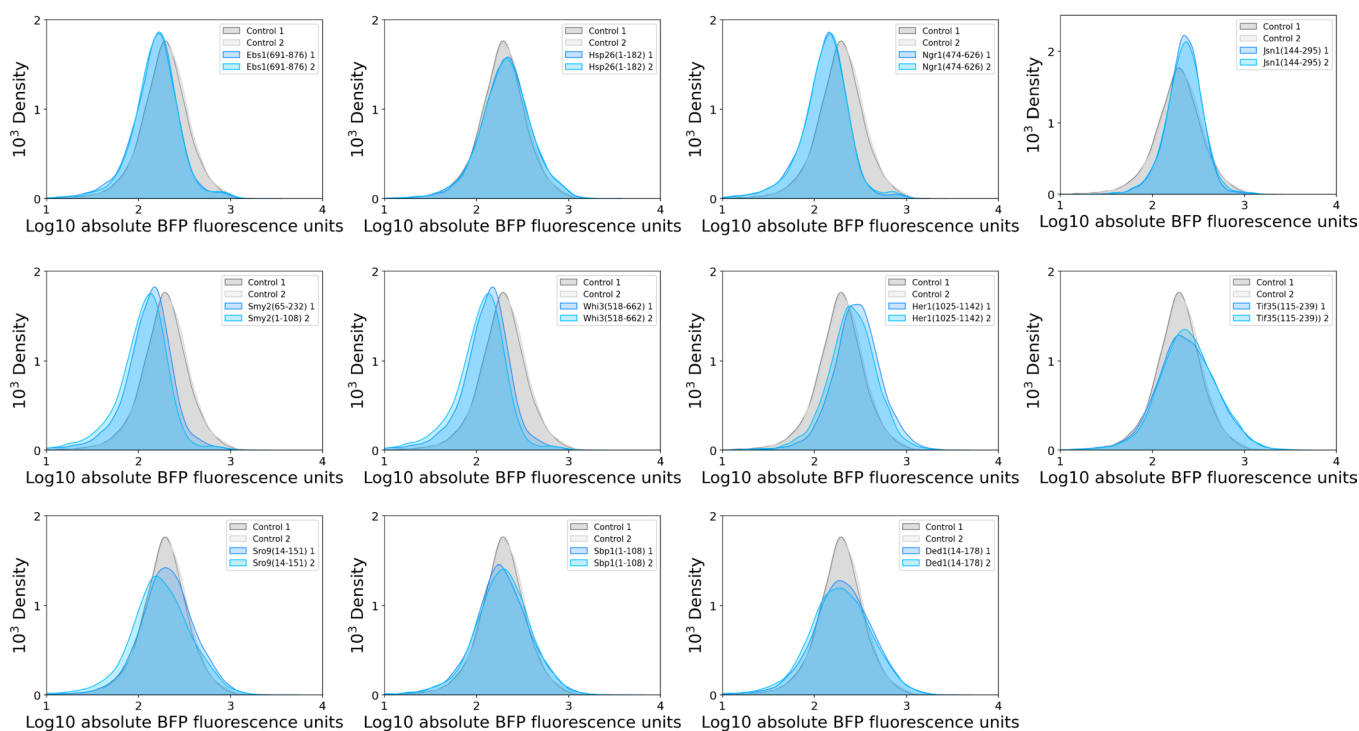 2
1
0
10³ Density
Control 1
Control 2
Ebs1(691-876) 1
Ebs1(691-876) 2
1 2 3 4
Log10 absolute BFP fluorescence units
2
1
0
10³ Density
Control 1
Control 2
Hsp26(1-182) 1
Hsp26(1-182) 2
1 2 3 4
Log10 absolute BFP fluorescence units
2
1
0
10³ Density
Control 1
Control 2
Ngr1(474-626) 1
Ngr1(474-626) 2
1 2 3 4
Log10 absolute BFP fluorescence units
2
1
0
10³ Density
Control 1
Control 2
Jsn1(144-295) 1
Jsn1(144-295) 2
1 2 3 4
Log10 absolute BFP fluorescence units
2
1
0
10³ Density
Control 1
Control 2
Smy2(65-232) 1
Smy2(1-108) 2
1 2 3 4
Log10 absolute BFP fluorescence units
2
1
0
10³ Density
Control 1
Control 2
Whi3(518-662) 1
Whi3(518-662) 2
1 2 3 4
Log10 absolute BFP fluorescence units
2
1
0
10³ Density
Control 1
Control 2
Her1(1025-1142) 1
Her1(1025-1142) 2
1 2 3 4
Log10 absolute BFP fluorescence units
2
1
0
10³ Density
Control 1
Control 2
Tif35(115-239) 1
Tif35(115-239)) 2
1 2 3 4
Log10 absolute BFP fluorescence units
2
1
0
10³ Density
Control 1
Control 2
Sro9(14-151) 1
Sro9(14-151) 2
1 2 3 4
Log10 absolute BFP fluorescence units
2
1
0
10³ Density
Control 1
Control 2
Sbp1(1-108) 1
Sbp1(1-108) 2
1 2 3 4
Log10 absolute BFP fluorescence units
2
1
0
10³ Density
Control 1
Control 2
Ded1(14-178) 1
Ded1(14-178) 2
1 2 3 4
Log10 absolute BFP fluorescence units